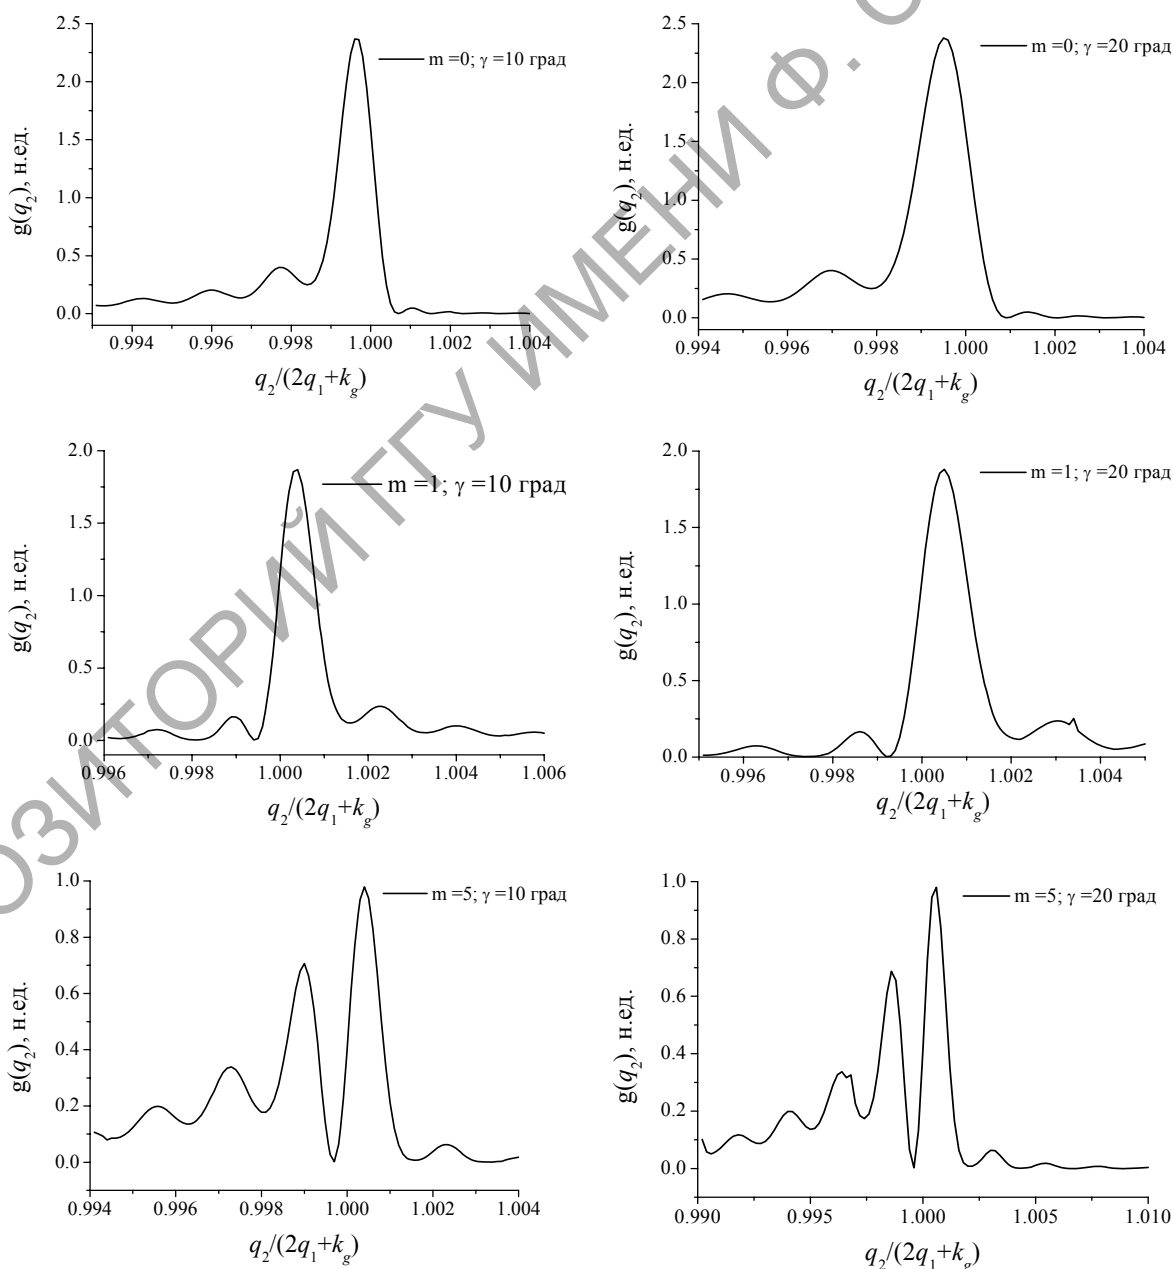 2.5
2.0
1.5
1.0
0.5
0.0
m =0; γ =10 град
g(q₂), н.ед.
0.994 0.996 0.998 1.000 1.002 1.004
q₂/(2q₁+k_g)
2.5
2.0
1.5
1.0
0.5
0.0
m =0; γ =20 град
g(q₂), н.ед.
0.994 0.996 0.998 1.000 1.002 1.004
q₂/(2q₁+k_g)
2.0
1.5
1.0
0.5
0.0
m =1; γ =10 град
g(q₂), н.ед.
0.996 0.998 1.000 1.002 1.004 1.006
q₂/(2q₁+k_g)
2.0
1.5
1.0
0.5
0.0
m =1; γ =20 град
g(q₂), н.ед.
0.996 0.998 1.000 1.002 1.004
q₂/(2q₁+k_g)
1.0
0.8
0.6
0.4
0.2
0.0
m =5; γ =10 град
g(q₂), н.ед.
0.994 0.996 0.998 1.000 1.002 1.004
q₂/(2q₁+k_g)
1.0
0.8
0.6
0.4
0.2
0.0
m =5; γ =20 град
g(q₂), н.ед.
0.990 0.995 1.000 1.005 1.010
q₂/(2q₁+k_g)
ОЗИТОРИЙ ГГУ ИМЕНИ Ф.